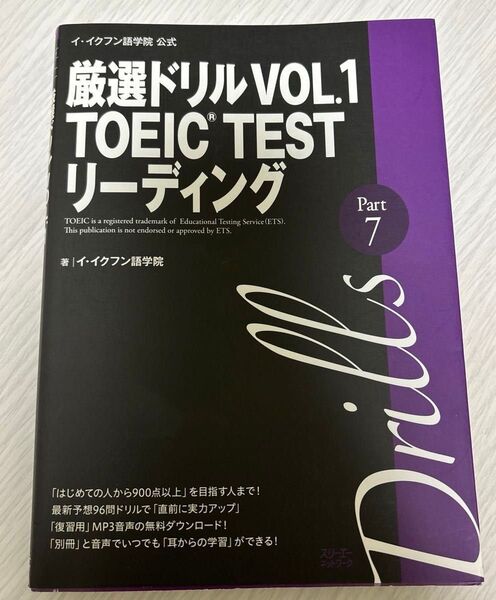 イ・イクフン語学院 公式
厳選ドリル VOL.1
TOEIC® TEST
リーディング
TOEIC is a registered trademark of Educational Testing Service (ETS).
This publication is not endorsed or approved by ETS.
著 | イ・イクフン語学院
Part
7
Drills
「はじめての人から900点以上」を目指す人まで!
最新予想96問ドリルで「直前に実力アップ」
「復習用」MP3音声の無料ダウンロード!
「別冊」と音声でいつでも「耳からの学習」ができる!
スリーエー
ネットワーク